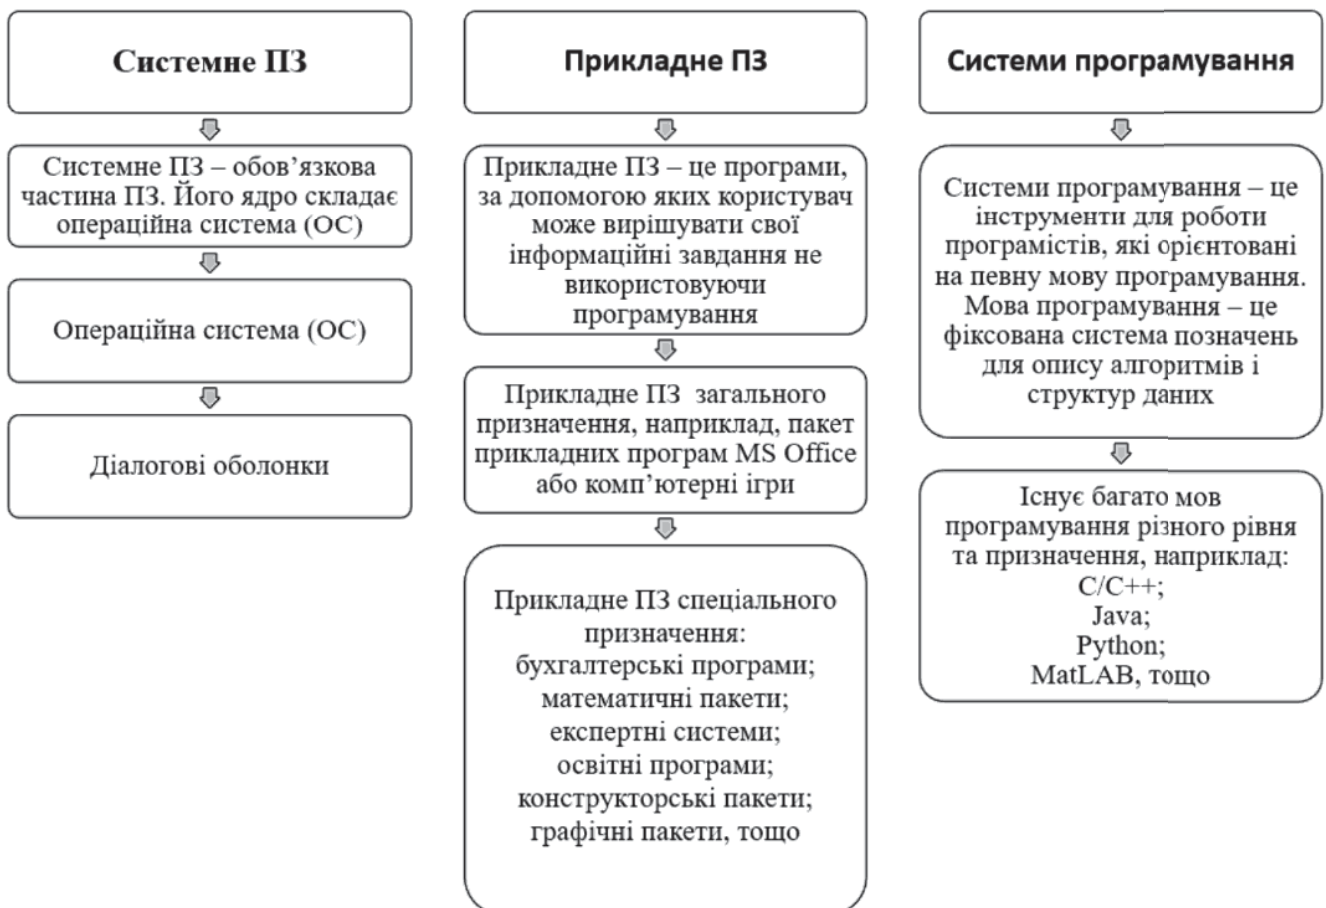 Системне ПЗ
Системне ПЗ – обов’язкова
частина ПЗ. Його ядро складає
операційна система (ОС)
Операційна система (ОС)
Діалогові оболонки
Прикладне ПЗ
Прикладне ПЗ – це програми,
за допомогою яких користувач
може вирішувати свої
інформаційні завдання не
використовуючи
програмування
Прикладне ПЗ загального
призначення, наприклад, пакет
прикладних програм MS Office
або комп’ютерні ігри
Прикладне ПЗ спеціального
призначення:
бухгалтерські програми;
математичні пакети;
експертні системи;
освітні програми;
конструкторські пакети;
графічні пакети, тощо
Системи програмування
Системи програмування – це
інструменти для роботи
програмістів, які орієнтовані
на певну мову програмування.
Мова програмування – це
фіксована система позначень
для опису алгоритмів і
структур даних
Існує багато мов
програмування різного рівня
та призначення, наприклад:
C/C++;
Java;
Python;
MatLAB, тощо